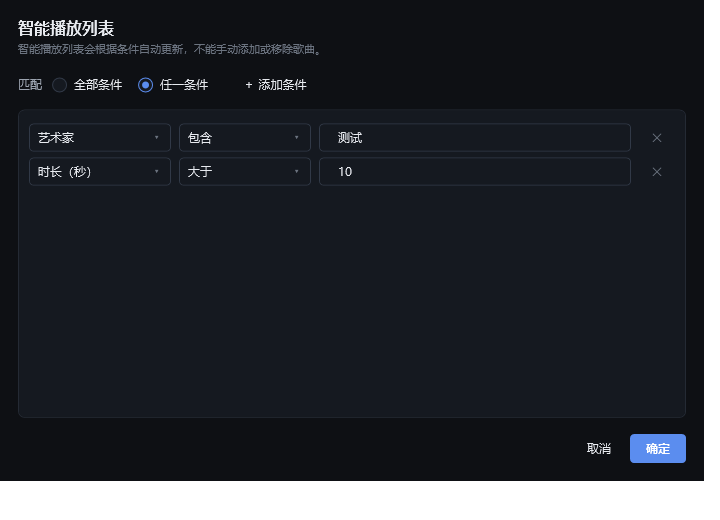 智能播放列表
智能播放列表会根据条件自动更新，不能手动添加或移除歌曲。
匹配 全部条件 任一条件 + 添加条件
艺术家 包含 测试
时长（秒） 大于 10
取消 确定